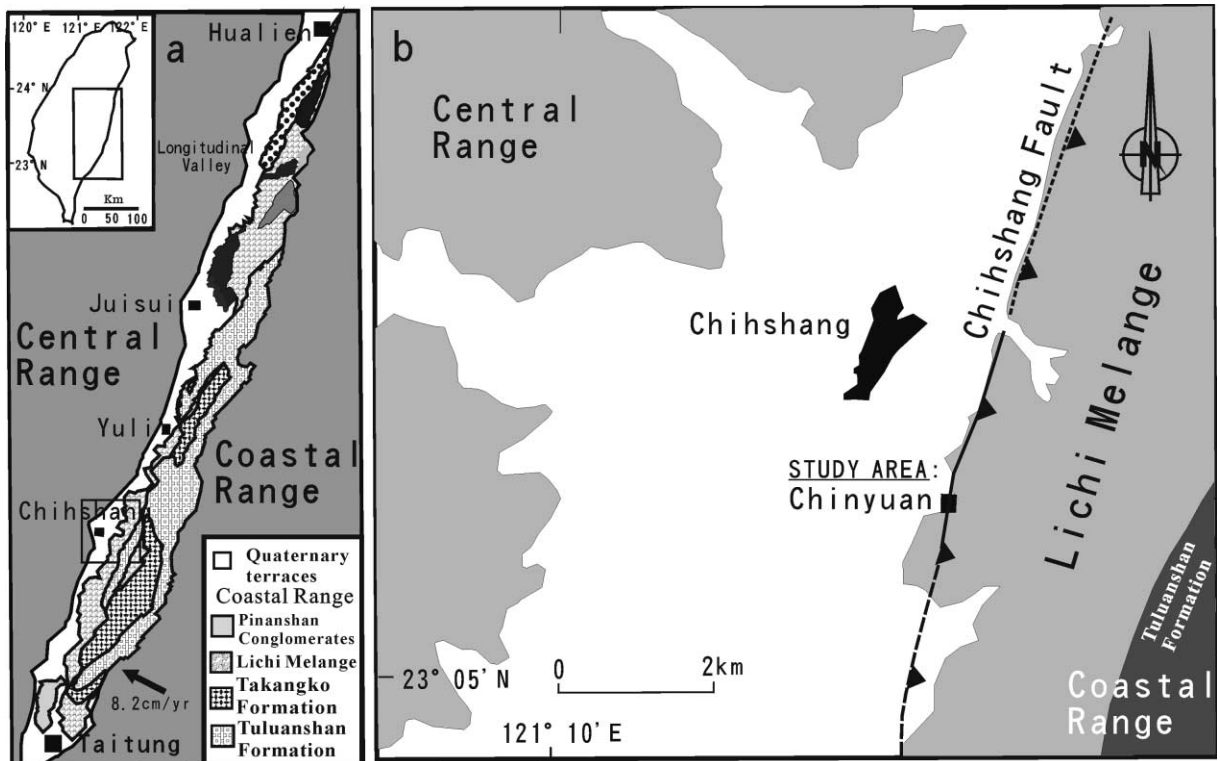 120° E 121° E 122° E
24° N
23° N
Km
0 50 100
a
Hualien
Longitudinal
Valley
Juisui
Central
Range
Yuli
Coastal
Range
Chihshang
8.2cm/yr
Taitung
Quaternary
terraces
Coastal Range
Pinanshan
Conglomerates
Lichi Melange
Takangko
Formation
Tuluanshan
Formation
b
Central
Range
Chihshang Fault
N
Chihshang
Lichi Melange
STUDY AREA:
Chinyuan
Tuluanshan
Formation
0 2km
23° 05'N
121° 10'E
Coastal
Range